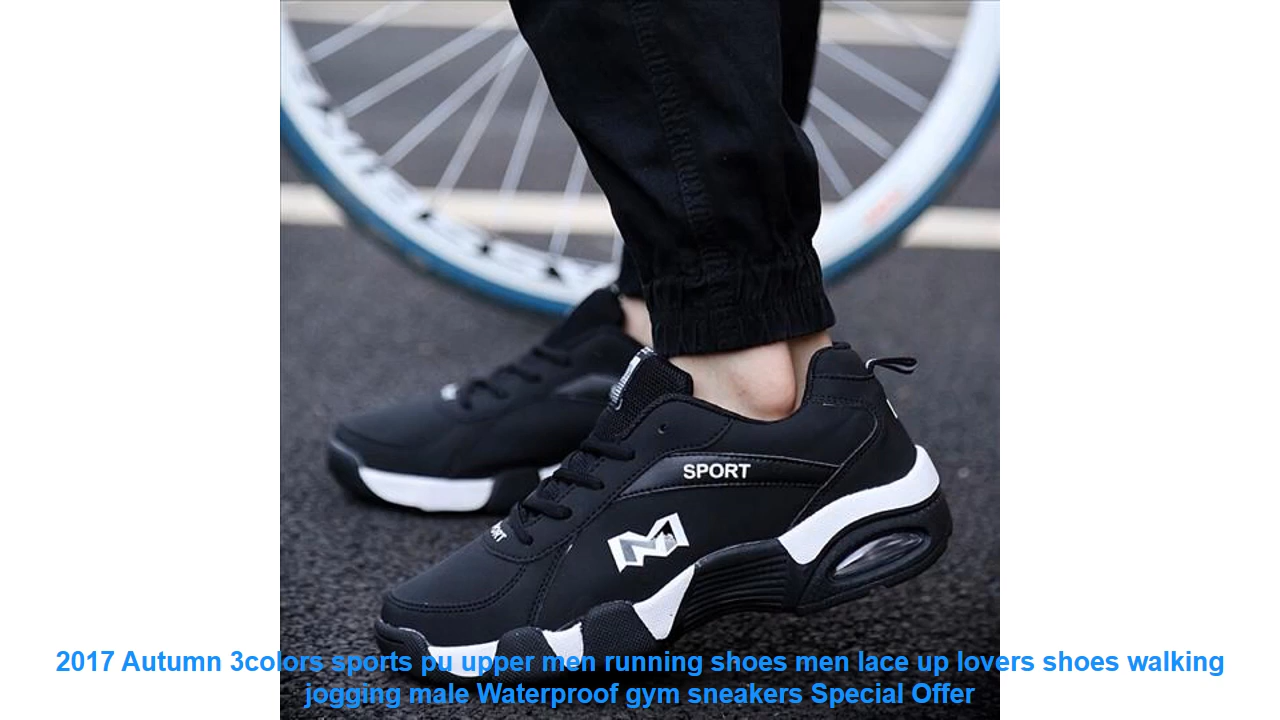 SPORT
2017 Autumn 3colors sports pu upper men running shoes men lace up lovers shoes walking
jogging male Waterproof gym sneakers Special Offer